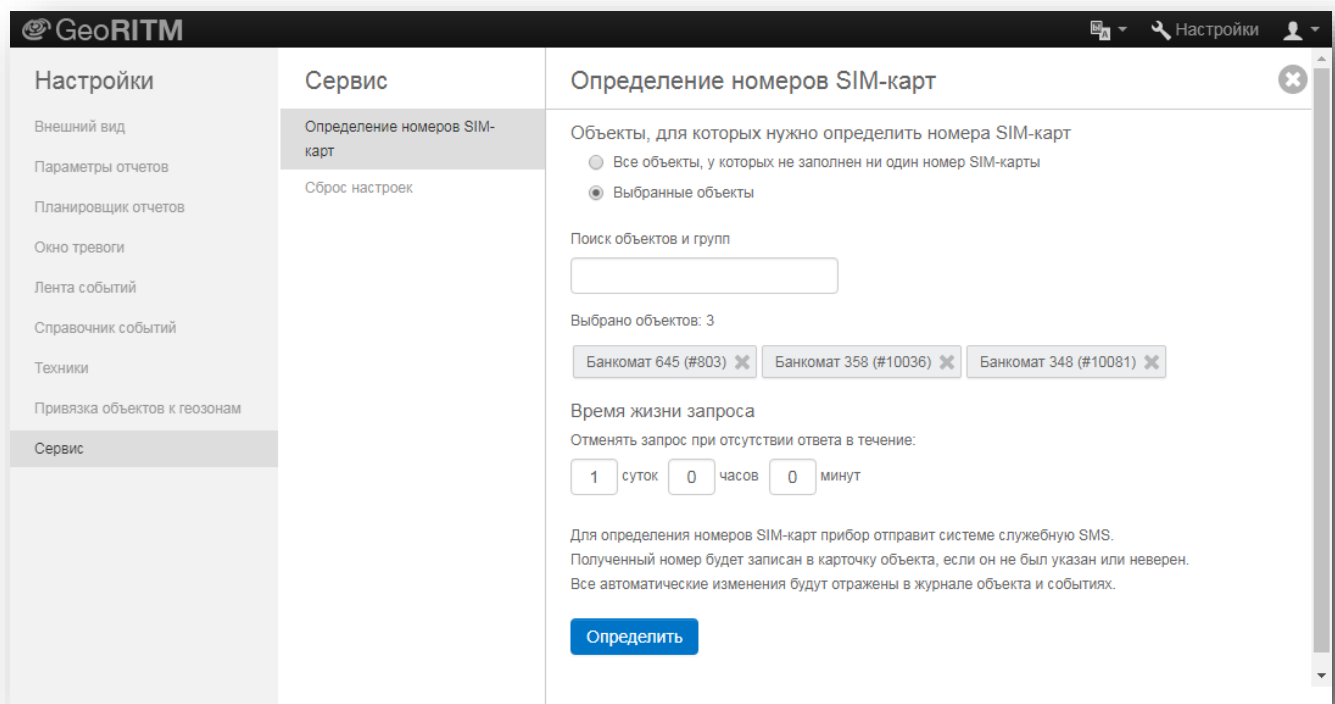 GeoRITM
Настройки
Настройки
Внешний вид
Параметры отчетов
Планировщик отчетов
Окно тревоги
Лента событий
Справочник событий
Техники
Привязка объектов к геозонам
Сервис
Сервис
Определение номеров SIM-
карт
Сброс настроек
Определение номеров SIM-карт
Объекты, для которых нужно определить номера SIM-карт
Все объекты, у которых не заполнен ни один номер SIM-карты
Выбранные объекты
Поиск объектов и групп
Выбрано объектов: 3
Банкомат 645 (#803) Банкомат 358 (#10036) Банкомат 348 (#10081)
Время жизни запроса
Отменять запрос при отсутствии ответа в течение:
1 суток 0 часов 0 минут
Для определения номеров SIM-карт прибор отправит системе служебную SMS.
Полученный номер будет записан в карточку объекта, если он не был указан или неверен.
Все автоматические изменения будут отражены в журнале объекта и событиях.
Определить